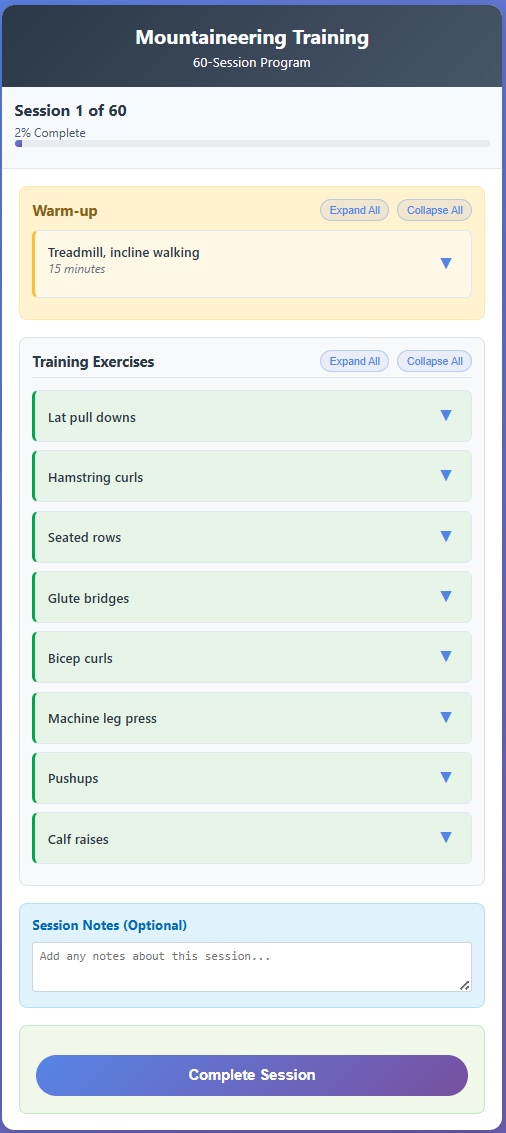 Mountaineering Training
60-Session Program
Session 1 of 60
2% Complete
Warm-up
Expand All
Collapse All
Treadmill, incline walking
15 minutes
Training Exercises
Expand All
Collapse All
Lat pull downs
Hamstring curls
Seated rows
Glute bridges
Bicep curls
Machine leg press
Pushups
Calf raises
Session Notes (Optional)
Add any notes about this session...
Complete Session